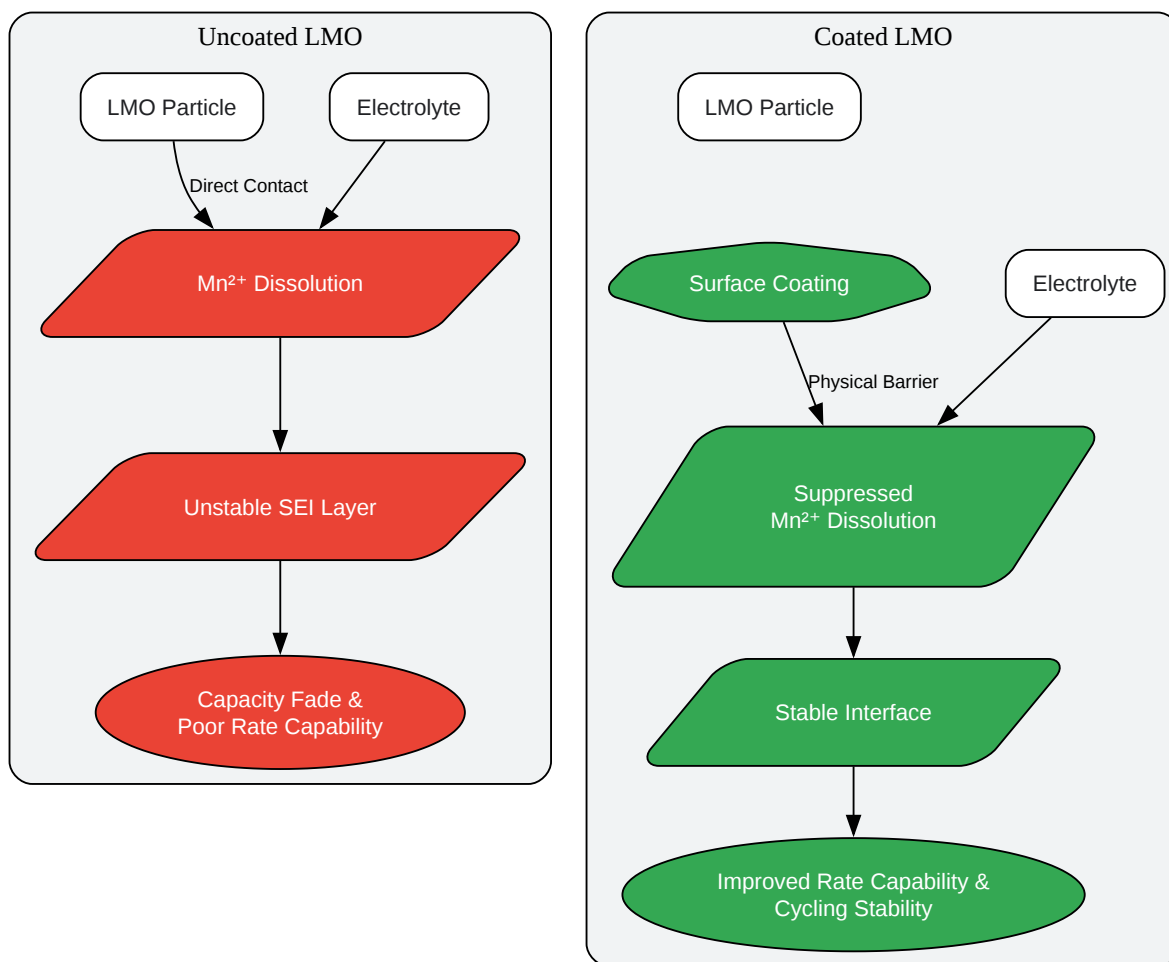 Uncoated LMO
LMO Particle
Electrolyte
Direct Contact
Mn²⁺ Dissolution
Unstable SEI Layer
Capacity Fade &
Poor Rate Capability
Coated LMO
LMO Particle
Surface Coating
Electrolyte
Physical Barrier
Suppressed
Mn²⁺ Dissolution
Stable Interface
Improved Rate Capability &
Cycling Stability